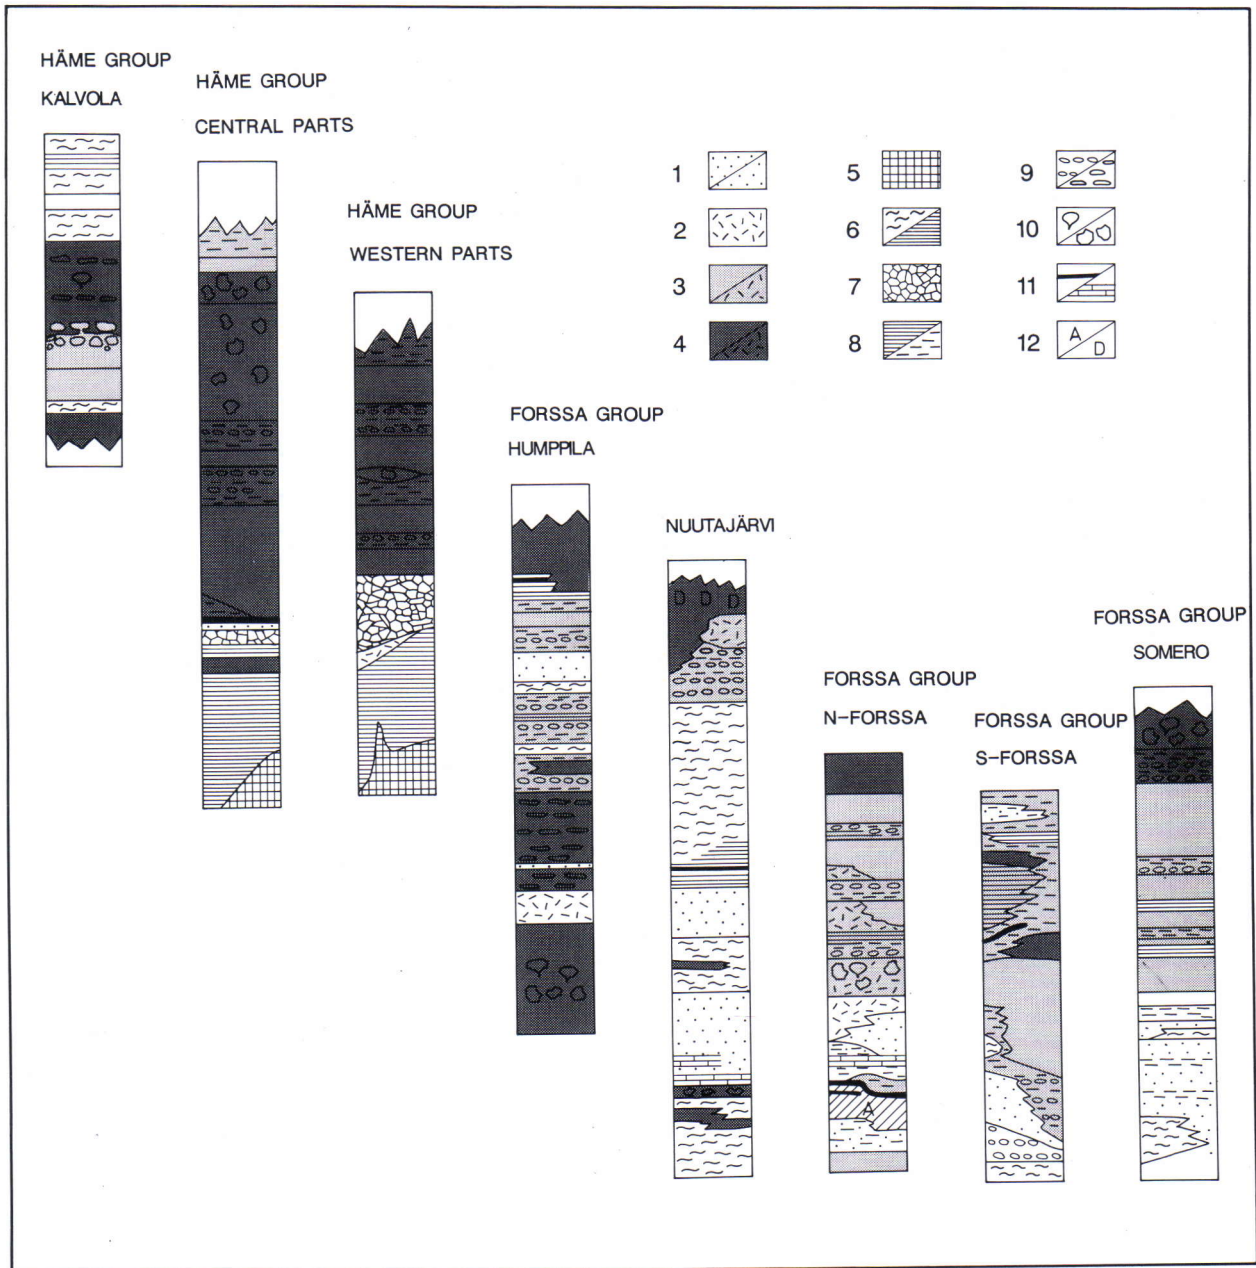 HÄME GROUP
KALVOLA
HÄME GROUP
CENTRAL PARTS
HÄME GROUP
WESTERN PARTS
FORSSA GROUP
HUMPPILA
NUUTAJÄRVI
FORSSA GROUP
N-FORSSA
FORSSA GROUP
S-FORSSA
FORSSA GROUP
SOMERO
1
2
3
4
5
6
7
8
9
10
11
12
A
D
D D D
A